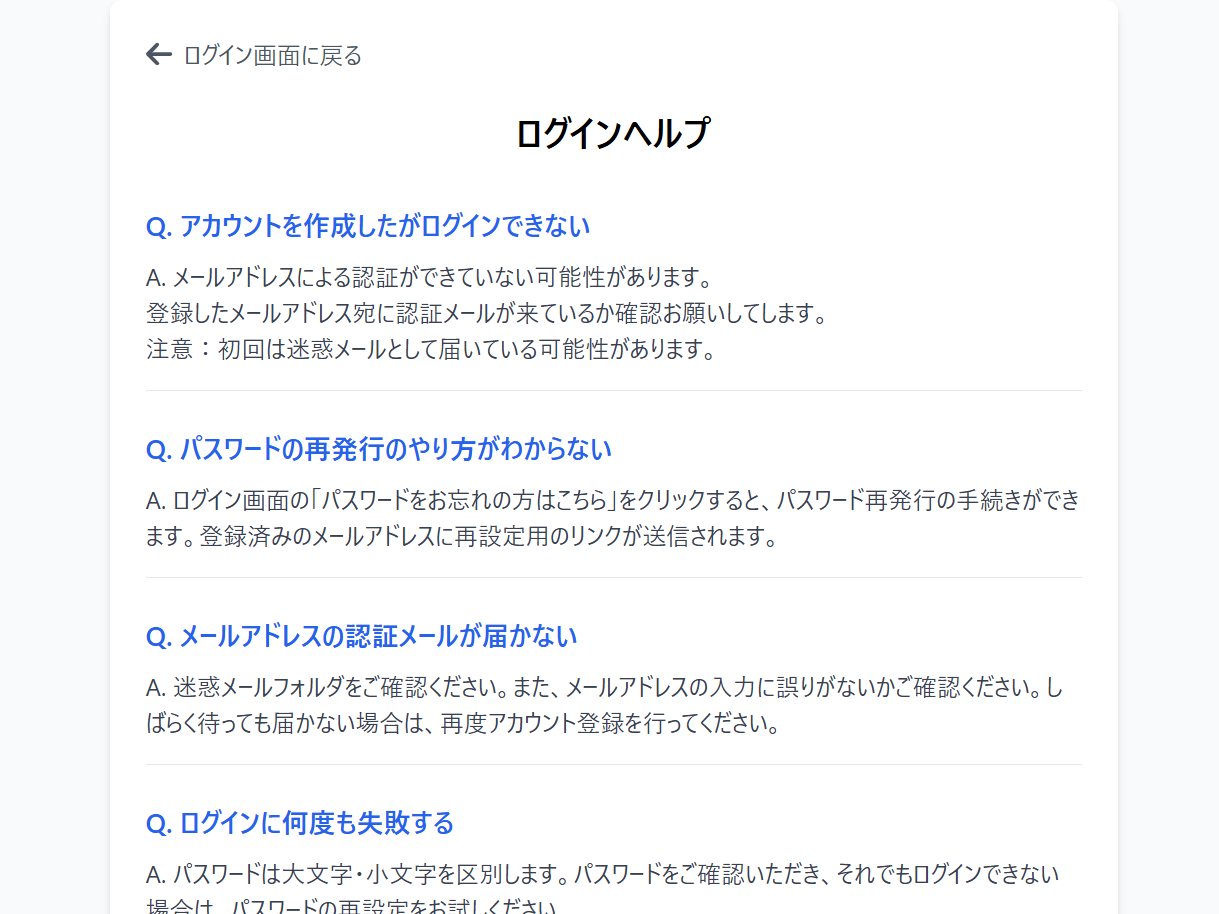 ログイン画面に戻る
ログインヘルプ
Q. アカウントを作成したがログインできない
A. メールアドレスによる認証ができていない可能性があります。
登録したメールアドレス宛に認証メールが来ているか確認お願いしてします。
注意：初回は迷惑メールとして届いている可能性があります。
Q. パスワードの再発行のやり方がわからない
A. ログイン画面の「パスワードをお忘れの方はこちら」をクリックすると、パスワード再発行の手続きができ
ます。登録済みのメールアドレスに再設定用のリンクが送信されます。
Q. メールアドレスの認証メールが届かない
A. 迷惑メールフォルダをご確認ください。また、メールアドレスの入力に誤りがないかご確認ください。し
ばらく待っても届かない場合は、再度アカウント登録を行ってください。
Q. ログインに何度も失敗する
A. パスワードは大文字・小文字を区別します。パスワードをご確認いただき、それでもログインできない
場合は、パスワードの再設定をお試しください。